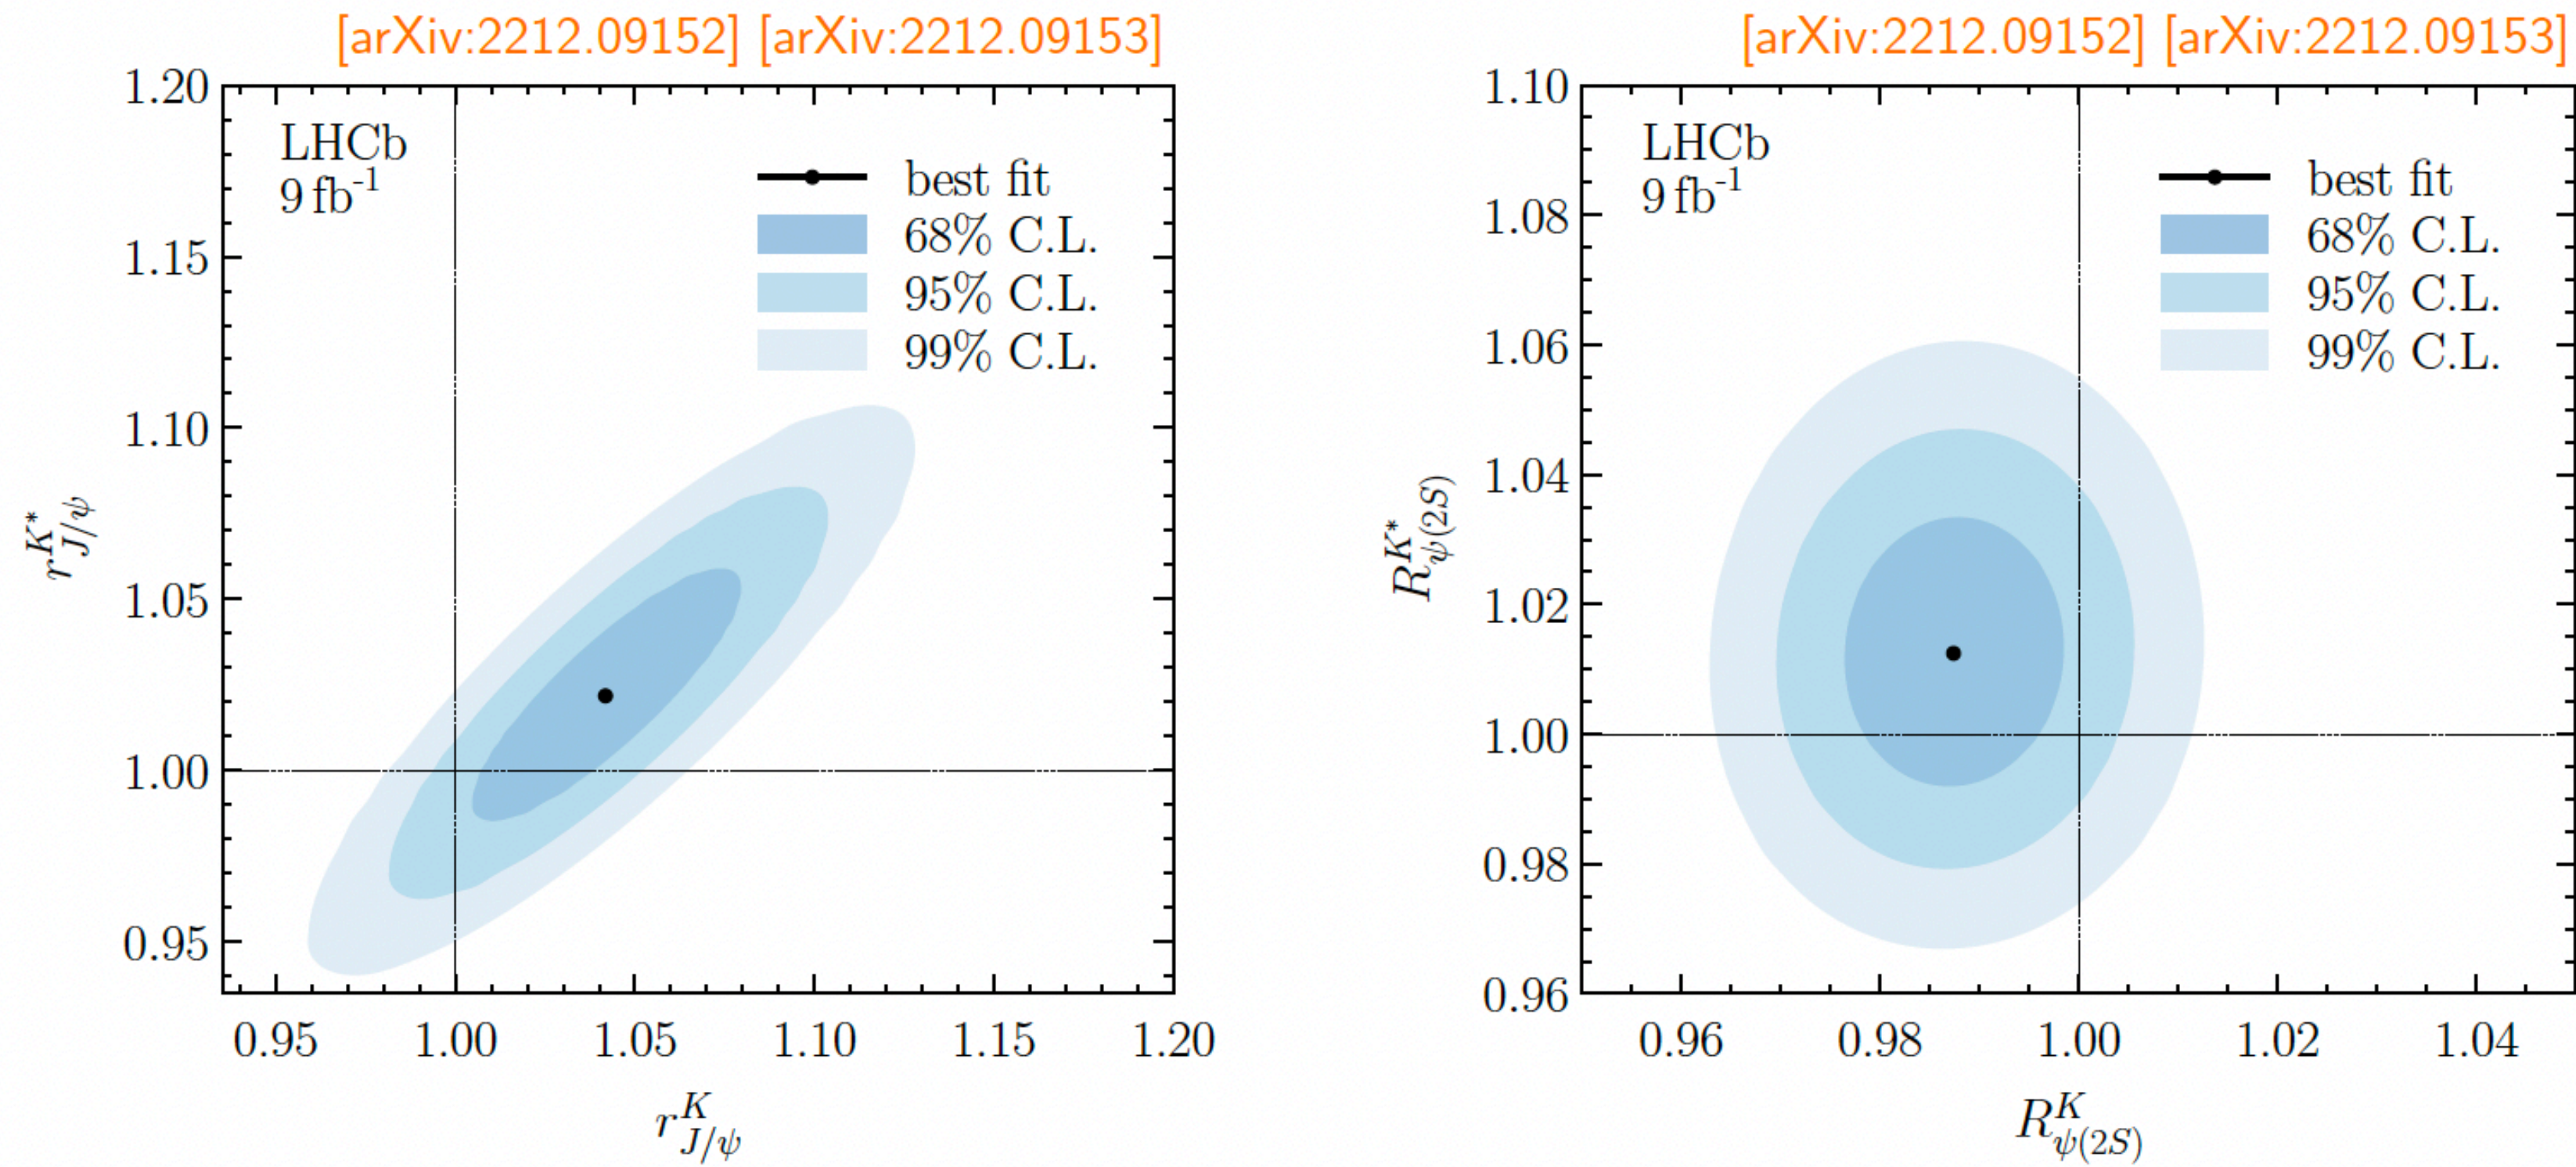 [arXiv:2212.09152] [arXiv:2212.09153]
LHCb
9 fb⁻¹
best fit
68% C.L.
95% C.L.
99% C.L.
1.20
1.15
1.10
1.05
1.00
0.95
0.95 1.00 1.05 1.10 1.15 1.20
r^{K*}_{J/ψ}
r^{K}_{J/ψ}
[arXiv:2212.09152] [arXiv:2212.09153]
LHCb
9 fb⁻¹
best fit
68% C.L.
95% C.L.
99% C.L.
1.10
1.08
1.06
1.04
1.02
1.00
0.98
0.96
0.96 0.98 1.00 1.02 1.04
R^{K*}_{ψ(2S)}
R^{K}_{ψ(2S)}